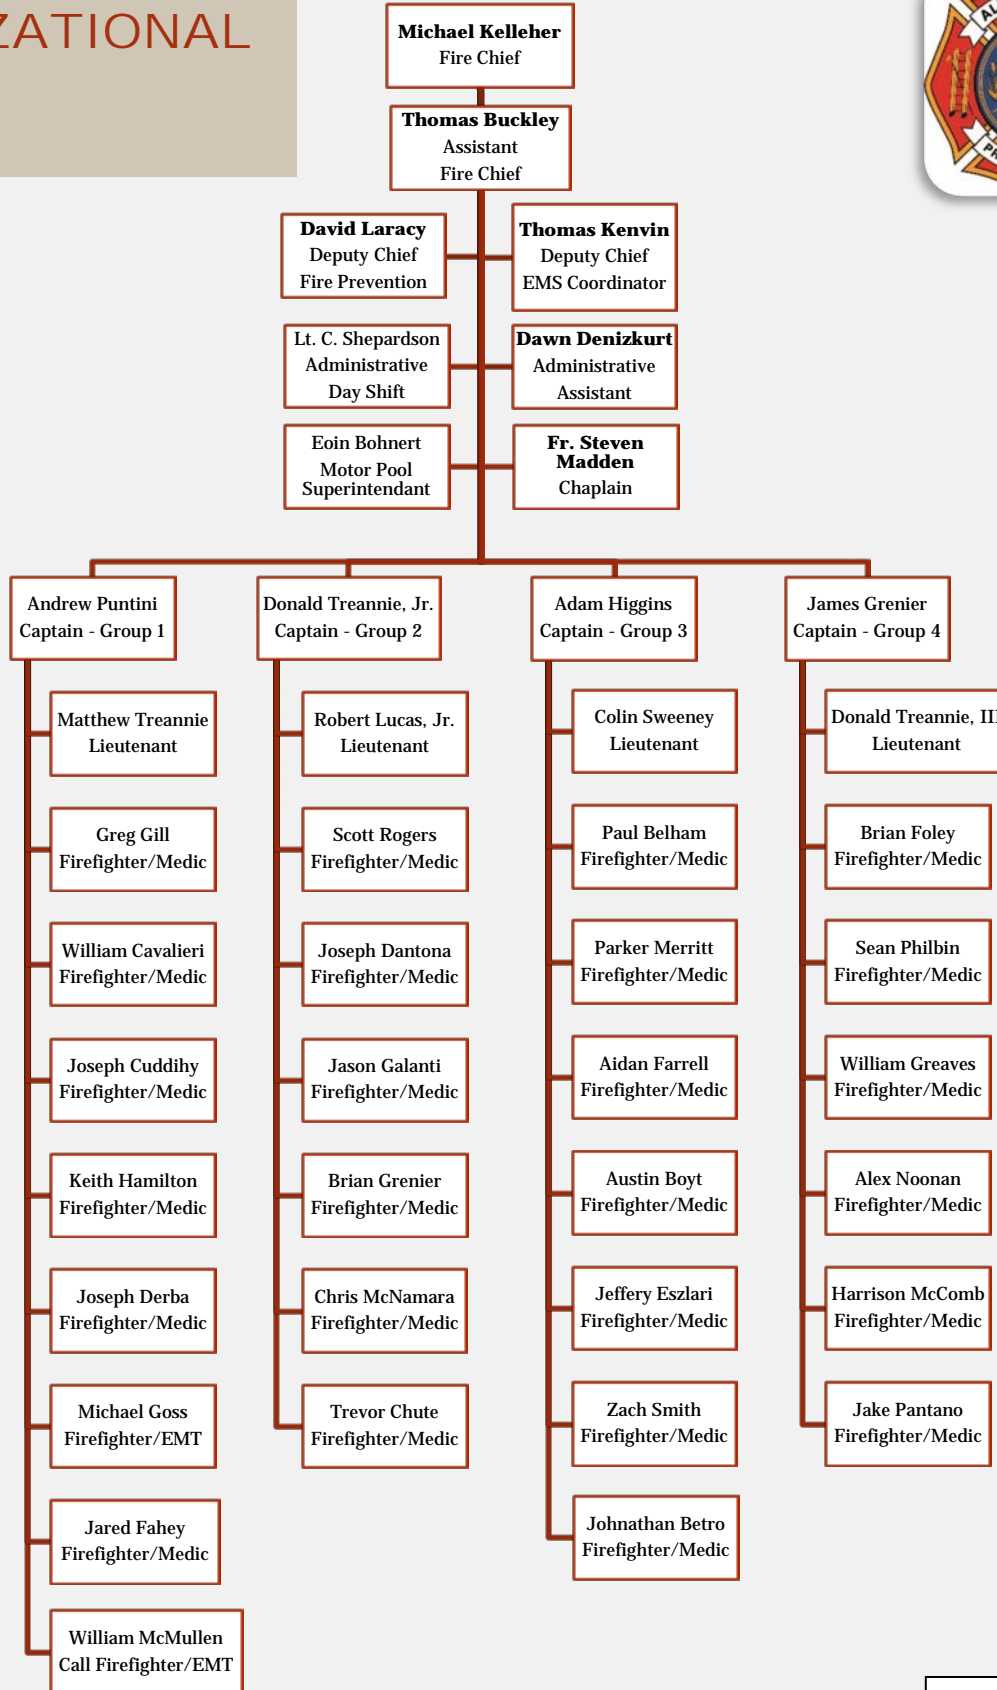 ZATIONAL
Michael Kelleher
Fire Chief
Thomas Buckley
Assistant
Fire Chief
David Laracy
Deputy Chief
Fire Prevention
Thomas Kenvin
Deputy Chief
EMS Coordinator
Lt. C. Shepardson
Administrative
Day Shift
Dawn Denizkurt
Administrative
Assistant
Eoin Bohnert
Motor Pool
Superintendant
Fr. Steven
Madden
Chaplain
Andrew Puntini
Captain - Group 1
Matthew Treannie
Lieutenant
Greg Gill
Firefighter/Medic
William Cavalieri
Firefighter/Medic
Joseph Cuddihy
Firefighter/Medic
Keith Hamilton
Firefighter/Medic
Joseph Derba
Firefighter/Medic
Michael Goss
Firefighter/EMT
Jared Fahey
Firefighter/Medic
William McMullen
Call Firefighter/EMT
Donald Treannie, Jr.
Captain - Group 2
Robert Lucas, Jr.
Lieutenant
Scott Rogers
Firefighter/Medic
Joseph Dantona
Firefighter/Medic
Jason Galanti
Firefighter/Medic
Brian Grenier
Firefighter/Medic
Chris McNamara
Firefighter/Medic
Trevor Chute
Firefighter/Medic
Adam Higgins
Captain - Group 3
Colin Sweeney
Lieutenant
Paul Belham
Firefighter/Medic
Parker Merritt
Firefighter/Medic
Aidan Farrell
Firefighter/Medic
Austin Boyt
Firefighter/Medic
Jeffery Eszlari
Firefighter/Medic
Zach Smith
Firefighter/Medic
Johnathan Betro
Firefighter/Medic
James Grenier
Captain - Group 4
Donald Treannie, III
Lieutenant
Brian Foley
Firefighter/Medic
Sean Philbin
Firefighter/Medic
William Greaves
Firefighter/Medic
Alex Noonan
Firefighter/Medic
Harrison McComb
Firefighter/Medic
Jake Pantano
Firefighter/Medic